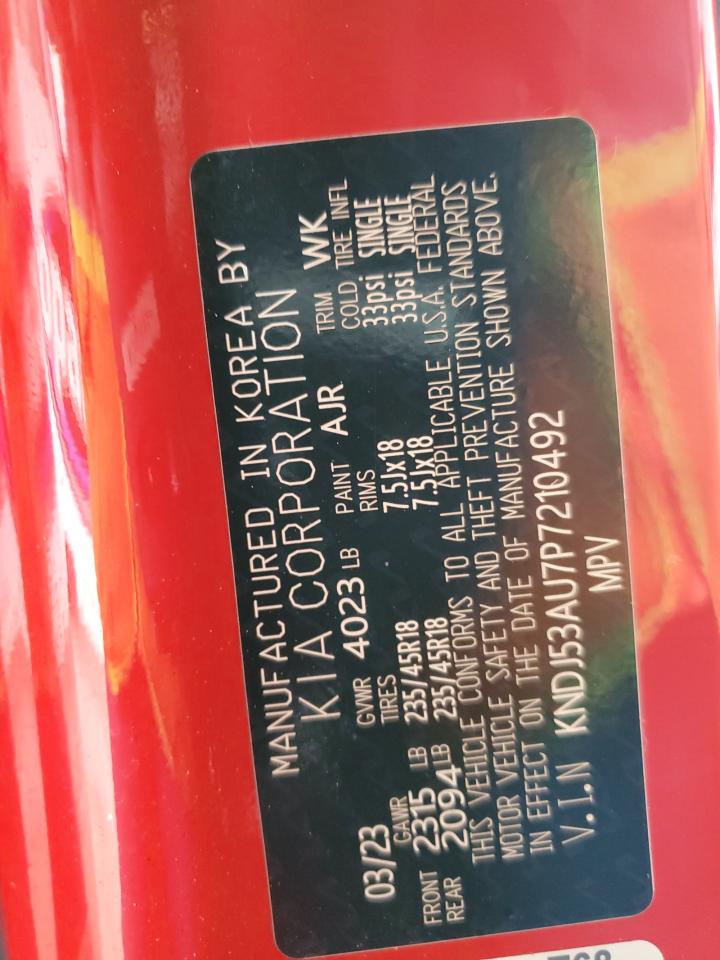 MANUFACTURED IN KOREA BY
KIA CORPORATION
03/23 GVWR 4023 LB PAINT AJR TRIM WK
GAWR TIRES RIMS COLD TIRE INFL
FRONT 2315 LB 235/45R18 7.5Jx18 33psi SINGLE
REAR 2094 LB 235/45R18 7.5Jx18 33psi SINGLE
THIS VEHICLE CONFORMS TO ALL APPLICABLE U.S.A. FEDERAL
MOTOR VEHICLE SAFETY AND THEFT PREVENTION STANDARDS
IN EFFECT ON THE DATE OF MANUFACTURE SHOWN ABOVE.
V.I.N KNDJ53AU7P7210492
MPV